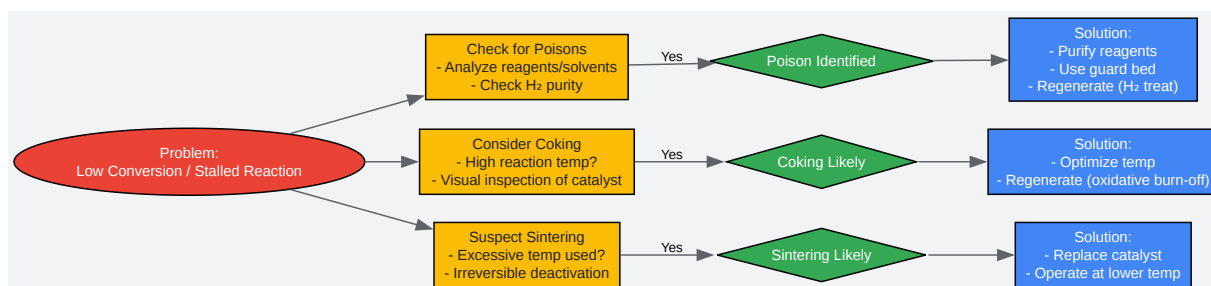 Problem:
Low Conversion / Stalled Reaction
Check for Poisons
- Analyze reagents/solvents
- Check H₂ purity
Yes
Poison Identified
Solution:
- Purify reagents
- Use guard bed
- Regenerate (H₂ treat)
Consider Coking
- High reaction temp?
- Visual inspection of catalyst
Yes
Coking Likely
Solution:
- Optimize temp
- Regenerate (oxidative burn-off)
Suspect Sintering
- Excessive temp used?
- Irreversible deactivation
Yes
Sintering Likely
Solution:
- Replace catalyst
- Operate at lower temp